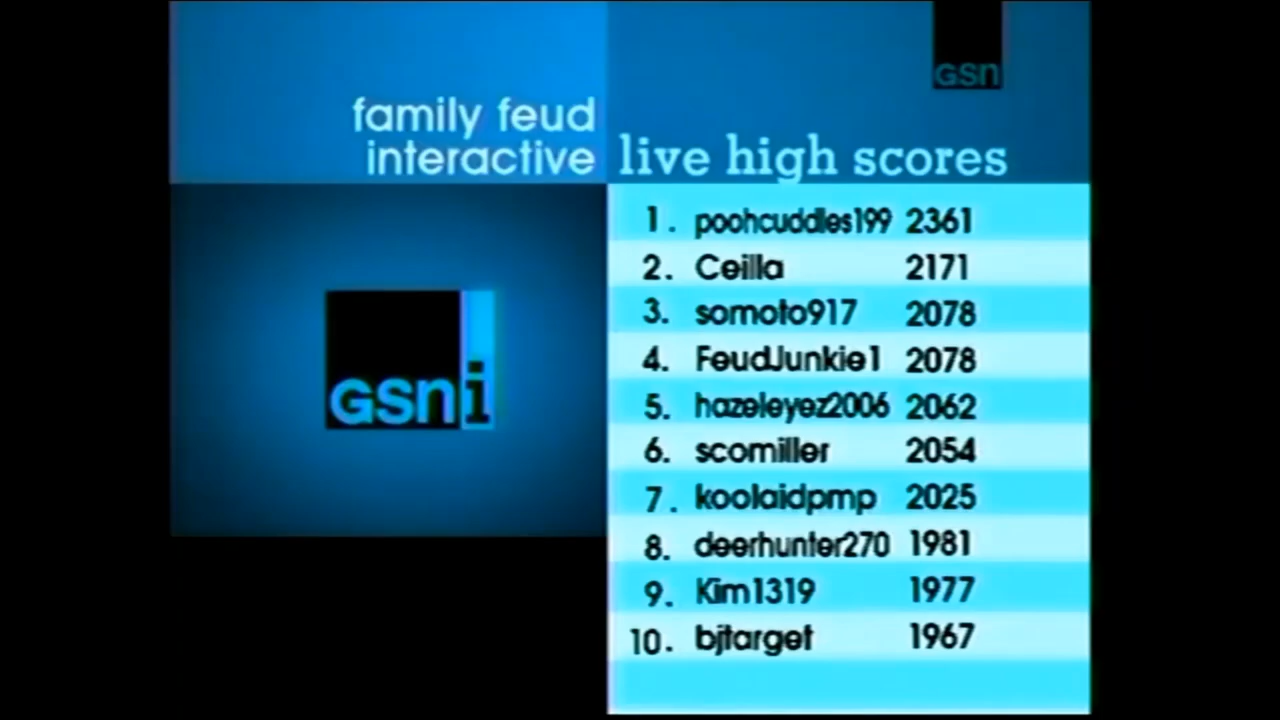 GSN
family feud
interactive
live high scores
GSNi
1. poohcuddles199 2361
2. Ceilla 2171
3. somoto917 2078
4. FeudJunkie1 2078
5. hazeleyez2006 2062
6. scomiller 2054
7. koolaidpmp 2025
8. deerhunter270 1981
9. Kim1319 1977
10. bjtarget 1967